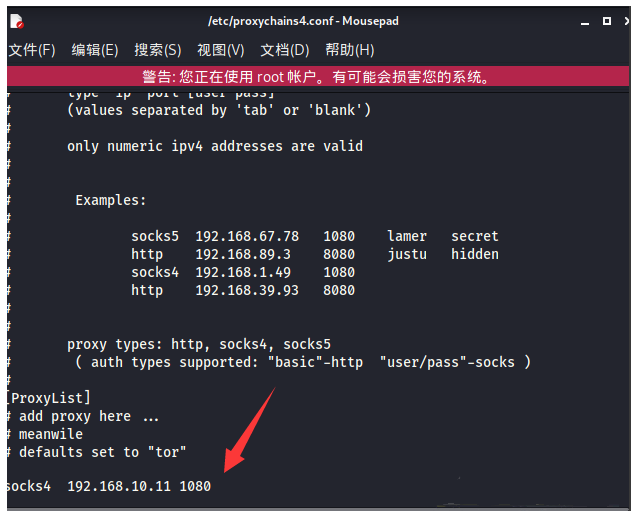 /etc/proxychains4.conf - Mousepad
文件(F) 编辑(E) 搜索(S) 视图(V) 文档(D) 帮助(H)
警告: 您正在使用 root 帐户。有可能会损害您的系统。
# type ip port [user pass]
# (values separated by 'tab' or 'blank')
#
# only numeric ipv4 addresses are valid
#
#
# Examples:
#
# socks5 192.168.67.78 1080 lamer secret
# http 192.168.89.3 8080 justu hidden
# socks4 192.168.1.49 1080
# http 192.168.39.93 8080
#
#
# proxy types: http, socks4, socks5
# ( auth types supported: "basic"-http "user/pass"-socks )
#
[ProxyList]
# add proxy here ...
# meanwile
# defaults set to "tor"
socks4 192.168.10.11 1080